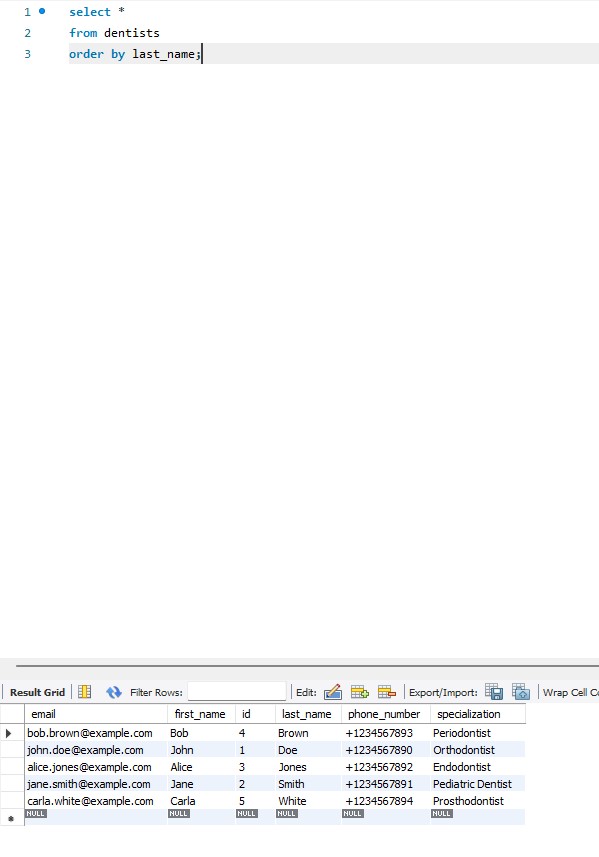 1 select *
2 from dentists
3 order by last_name;
Result Grid Filter Rows: Edit: Export/Import: Wrap Cell Co
email first_name id last_name phone_number specialization
bob.brown@example.com Bob 4 Brown +1234567893 Periodontist
john.doe@example.com John 1 Doe +1234567890 Orthodontist
alice.jones@example.com Alice 3 Jones +1234567892 Endodontist
jane.smith@example.com Jane 2 Smith +1234567891 Pediatric Dentist
carla.white@example.com Carla 5 White +1234567894 Prosthodontist
NULL NULL NULL NULL NULL NULL